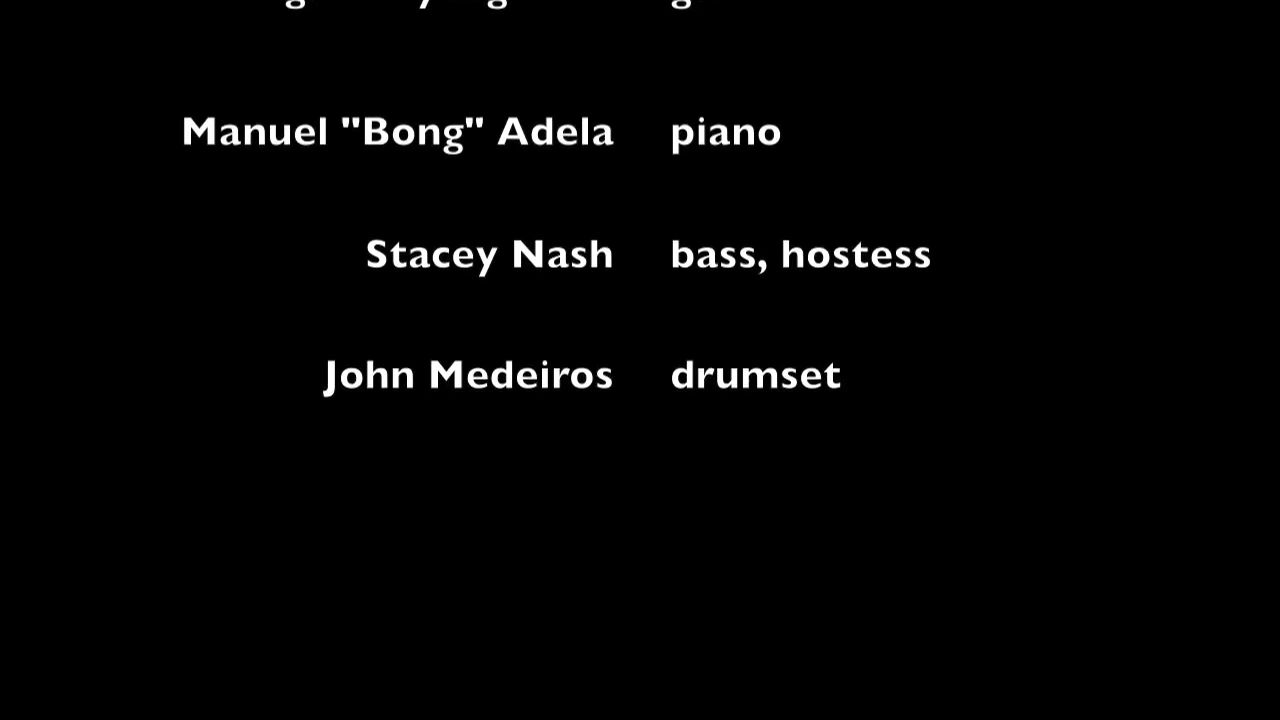 Manuel "Bong" Adela piano
Stacey Nash bass, hostess
John Medeiros drumset